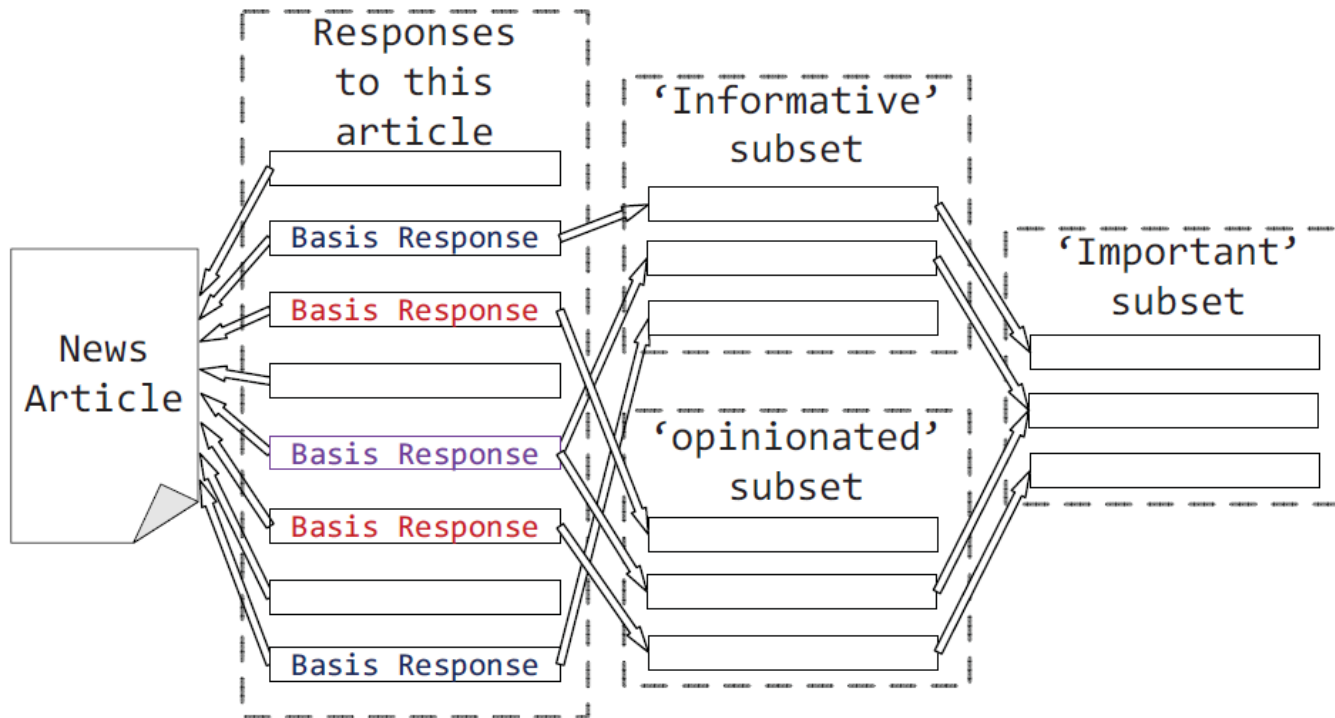 News
Article
Responses
to this
article
Basis Response
Basis Response
Basis Response
Basis Response
Basis Response
‘Informative’
subset
‘opinionated’
subset
‘Important’
subset